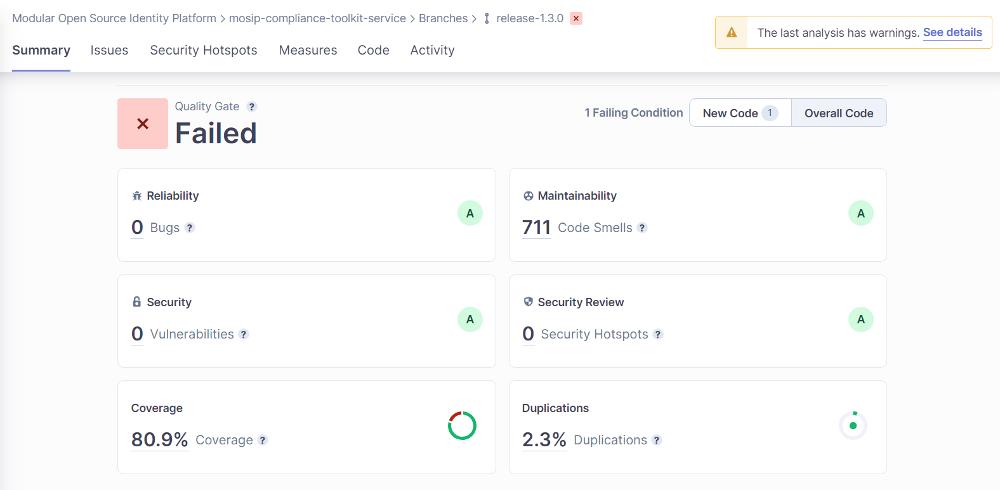 Modular Open Source Identity Platform > mosip-compliance-toolkit-service > Branches > release-1.3.0
The last analysis has warnings. See details
Summary Issues Security Hotspots Measures Code Activity
Quality Gate ?
Failed
1 Failing Condition New Code 1 Overall Code
Reliability
0 Bugs ?
A
Maintainability
711 Code Smells ?
A
Security
0 Vulnerabilities ?
A
Security Review
0 Security Hotspots ?
A
Coverage
80.9% Coverage ?
Duplications
2.3% Duplications ?